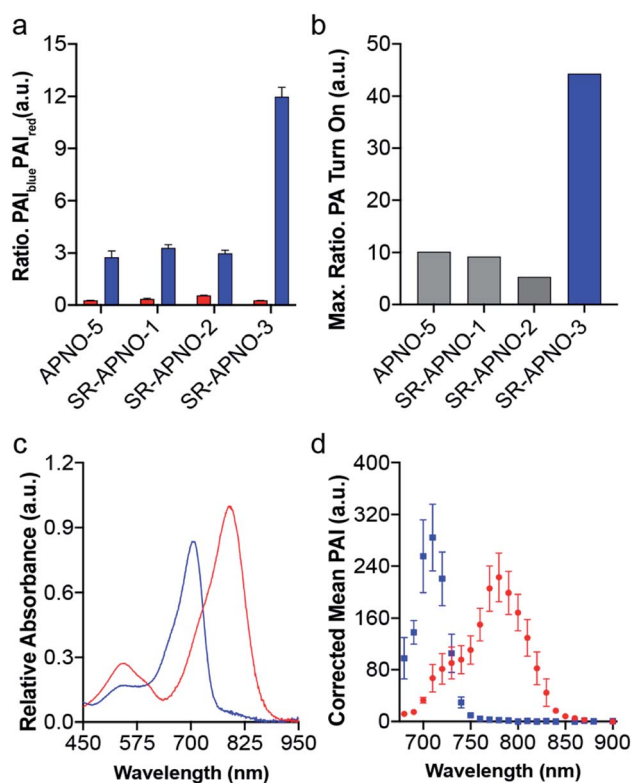 a
Ratio. PAI_blue PAI_red (a.u.)
15
12
9
6
3
0
APNO-5
SR-APNO-1
SR-APNO-2
SR-APNO-3
b
Max. Ratio. PA Turn On (a.u.)
50
40
30
20
10
0
APNO-5
SR-APNO-1
SR-APNO-2
SR-APNO-3
c
Relative Absorbance (a.u.)
1.2
0.9
0.6
0.3
0.0
450 575 700 825 950
Wavelength (nm)
d
Corrected Mean PAI (a.u.)
400
320
240
160
80
0
700 750 800 850 900
Wavelength (nm)